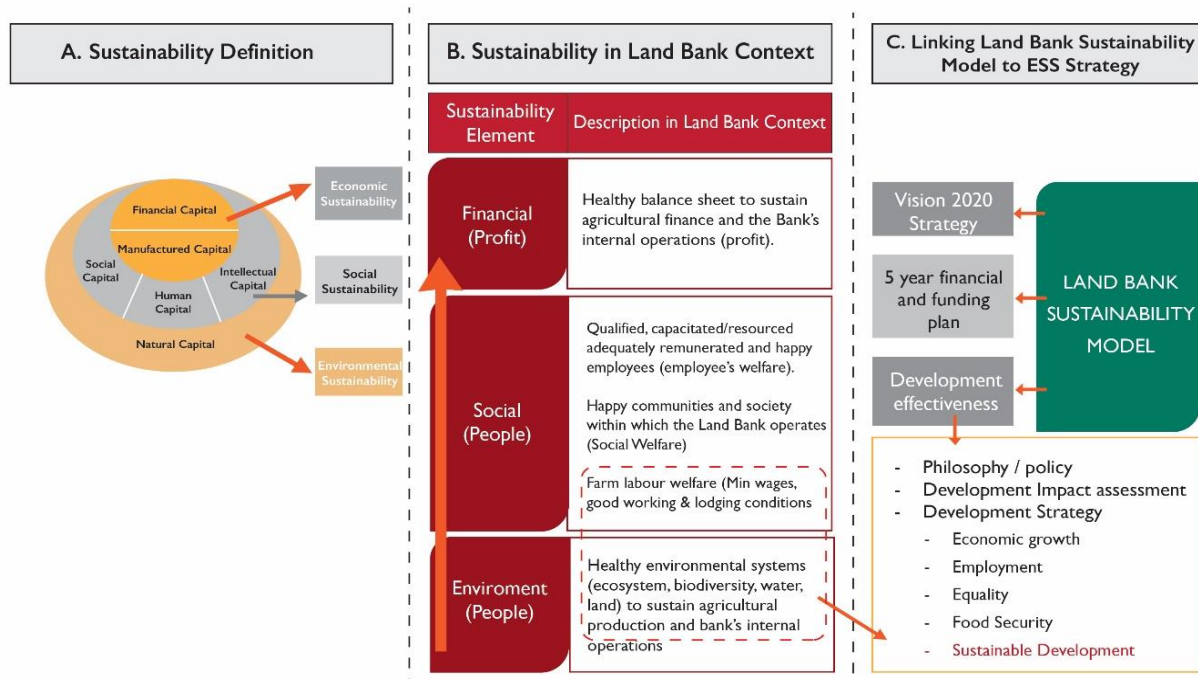 A. Sustainability Definition
Financial Capital
Manufactured Capital
Social
Capital
Human
Capital
Intellectual
Capital
Natural Capital
Economic
Sustainability
Social
Sustainability
Environmental
Sustainability
B. Sustainability in Land Bank Context
Sustainability
Element
Description in Land Bank Context
Financial
(Profit)
Healthy balance sheet to sustain
agricultural finance and the Bank's
internal operations (profit).
Social
(People)
Qualified, capacitated/resourced
adequately remunerated and happy
employees (employee's welfare).
Happy communities and society
within which the Land Bank operates
(Social Welfare)
Farm labour welfare (Min wages,
good working & lodging conditions
Enviroment
(People)
Healthy environmental systems
(ecosystem, biodiversity, water,
land) to sustain agricultural
production and bank's internal
operations
C. Linking Land Bank Sustainability
Model to ESS Strategy
Vision 2020
Strategy
5 year financial
and funding
plan
Development
effectiveness
LAND BANK
SUSTAINABILITY
MODEL
- Philosophy / policy
- Development Impact assessment
- Development Strategy
- Economic growth
- Employment
- Equality
- Food Security
- Sustainable Development